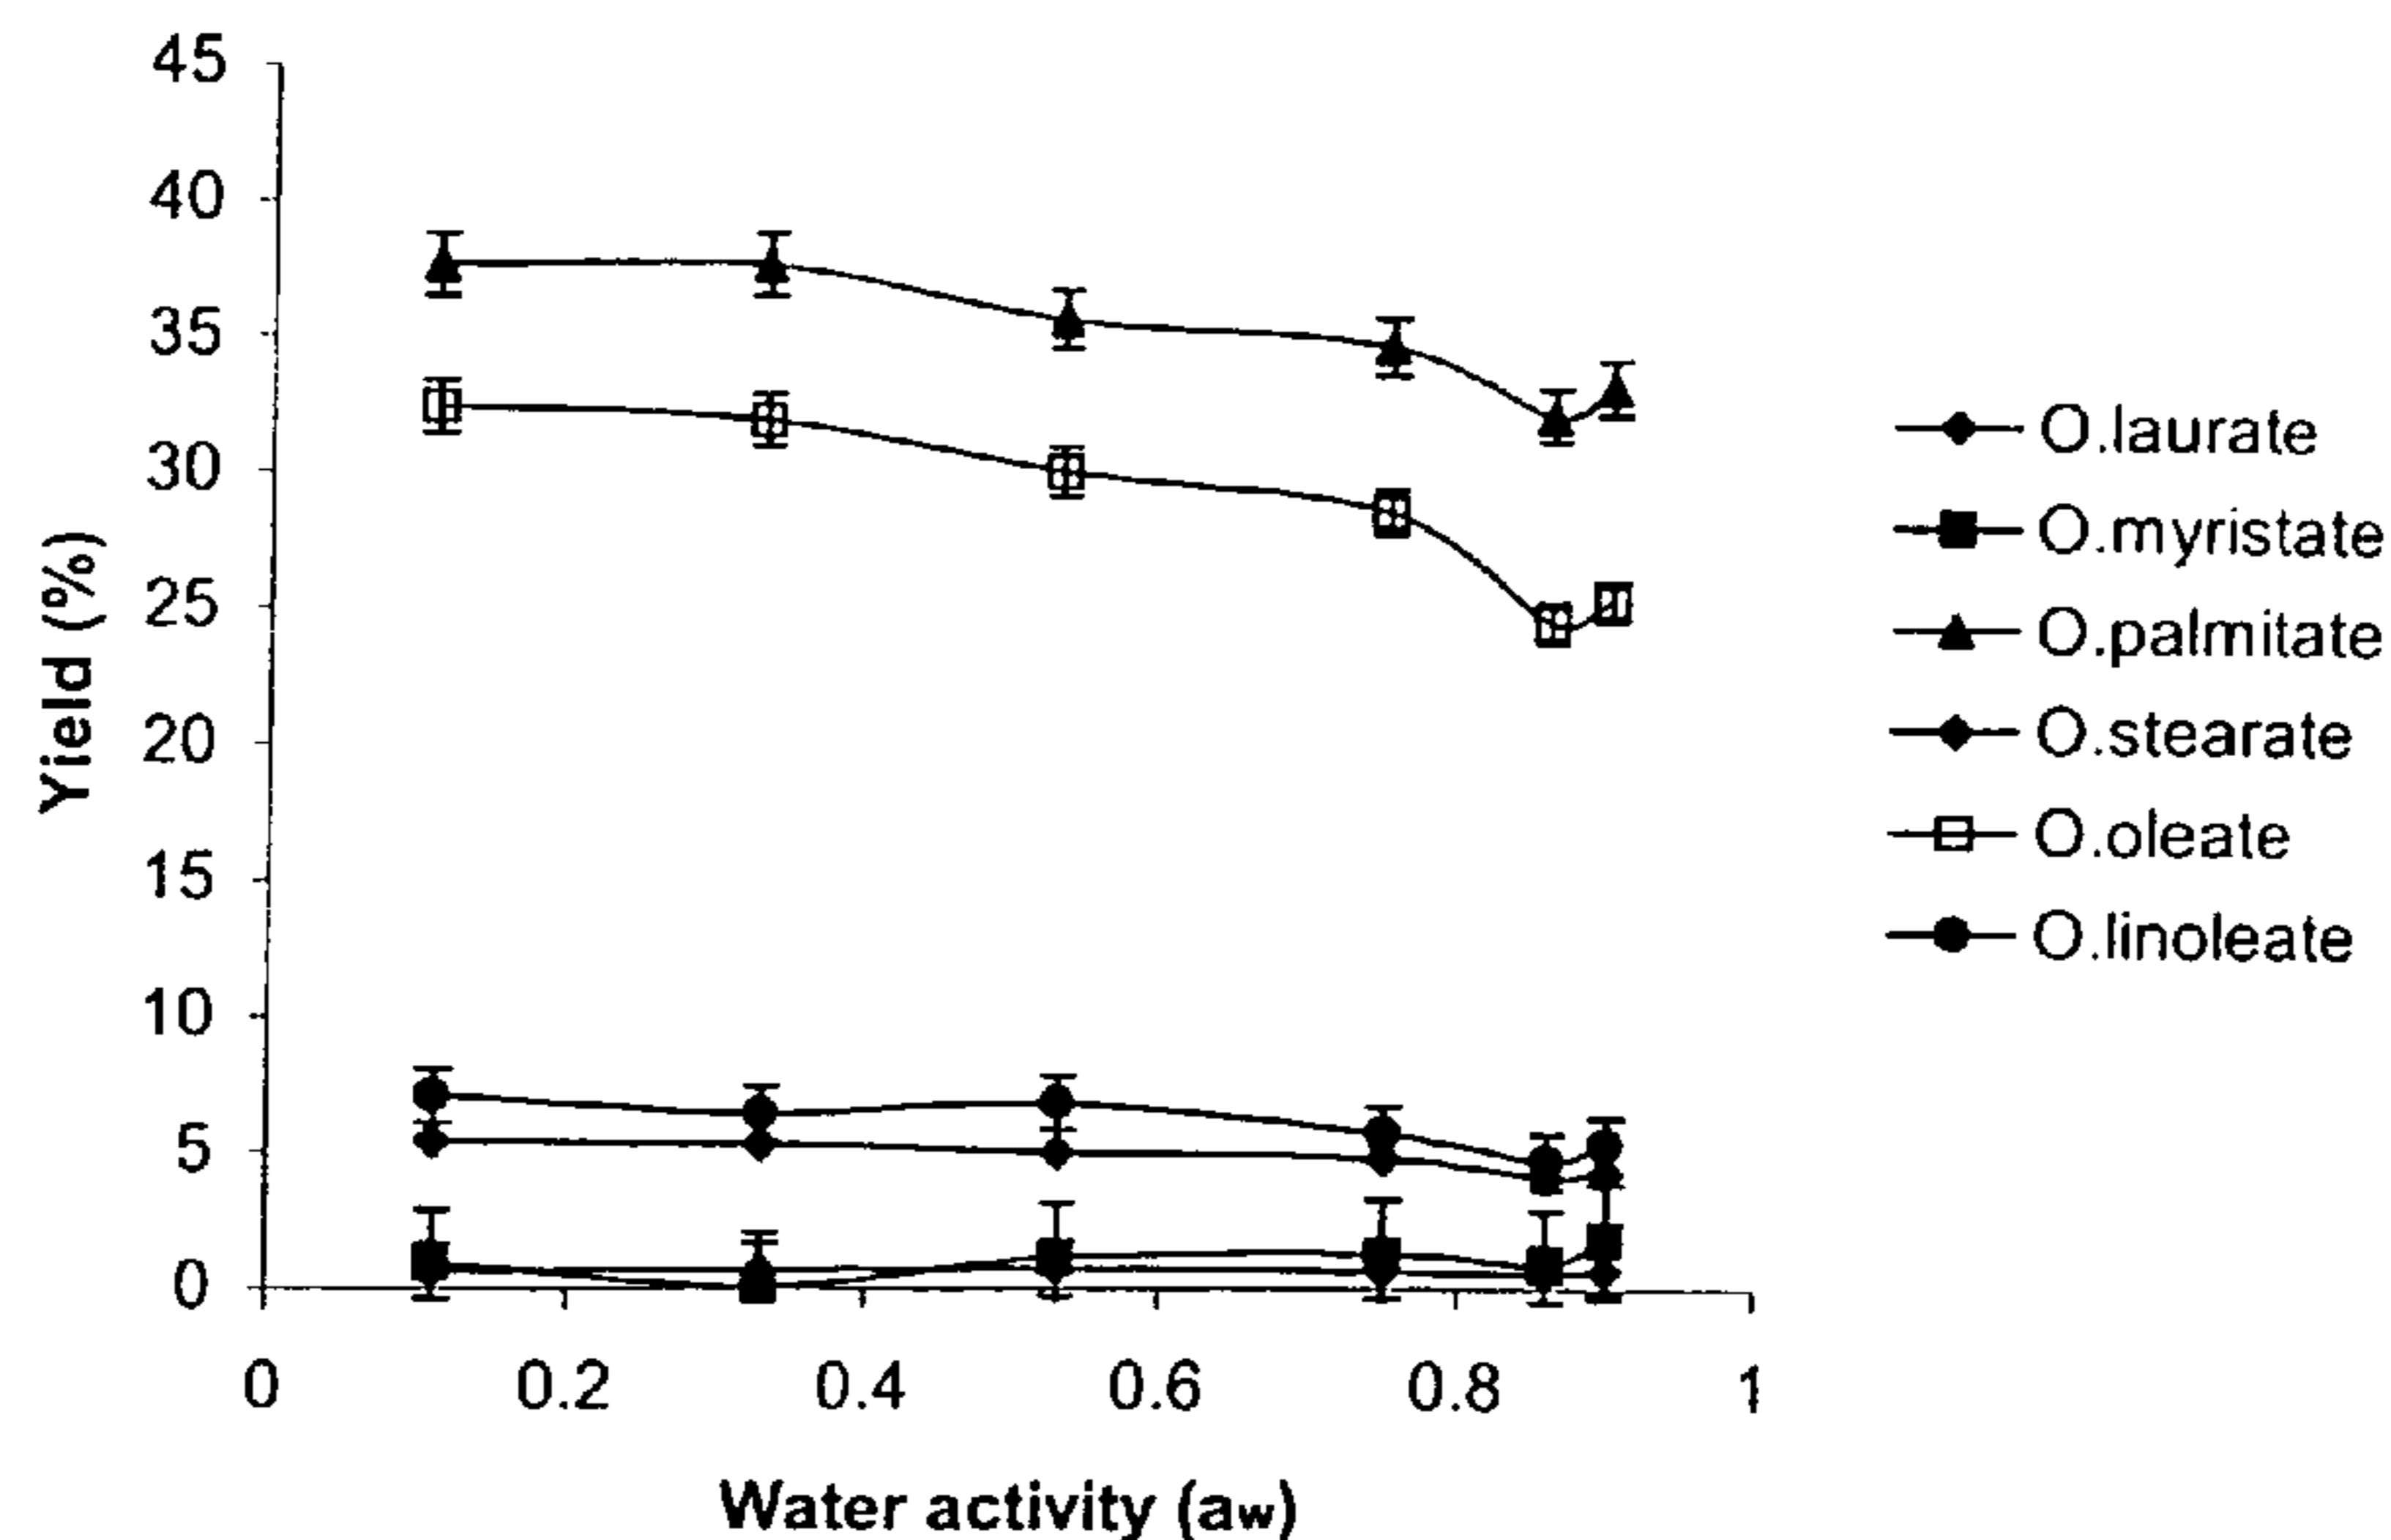 45
40
35
30
25
20
15
10
5
0
Yield (%)
0 0.2 0.4 0.6 0.8 1
Water activity (aw)
O.laurate
O.myristate
O.palmitate
O.stearate
O.oleate
O.linoleate